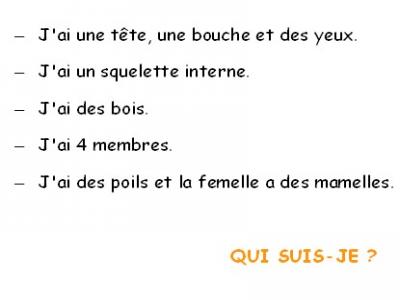 – J'ai une tête, une bouche et des yeux.
– J'ai un squelette interne.
– J'ai des bois.
– J'ai 4 membres.
– J'ai des poils et la femelle a des mamelles.
QUI SUIS-JE ?